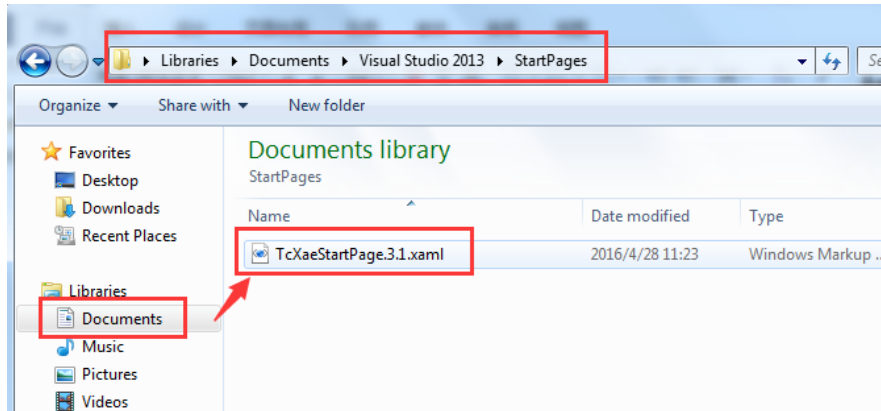 Libraries ▸ Documents ▸ Visual Studio 2013 ▸ StartPages
Se
Organize ▾ Share with ▾ New folder
Favorites
Desktop
Downloads
Recent Places
Libraries
Documents
Music
Pictures
Videos
Documents library
StartPages
Name Date modified Type
TcXaeStartPage.3.1.xaml 2016/4/28 11:23 Windows Markup ..